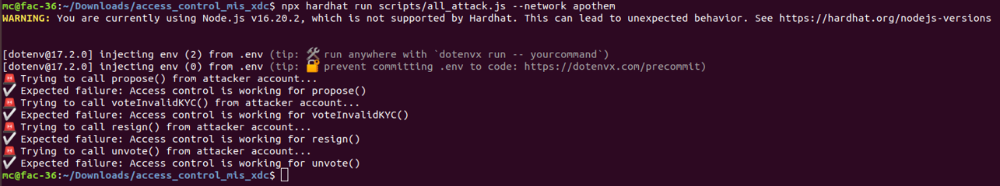 mc@fac-36:~/Downloads/access_control_mis_xdc$ npx hardhat run scripts/all_attack.js --network apothem
WARNING: You are currently using Node.js v16.20.2, which is not supported by Hardhat. This can lead to unexpected behavior. See https://hardhat.org/nodejs-versions
[dotenv@17.2.0] injecting env (2) from .env (tip: 🛠️ run anywhere with `dotenvx run -- yourcommand`)
[dotenv@17.2.0] injecting env (0) from .env (tip: 🔐 prevent committing .env to code: https://dotenvx.com/precommit)
🚨 Trying to call propose() from attacker account...
✔ Expected failure: Access control is working for propose()
🚨 Trying to call voteInvalidKYC() from attacker account...
✔ Expected failure: Access control is working for voteInvalidKYC()
🚨 Trying to call resign() from attacker account...
✔ Expected failure: Access control is working for resign()
🚨 Trying to call unvote() from attacker account...
✔ Expected failure: Access control is working for unvote()
mc@fac-36:~/Downloads/access_control_mis_xdc$